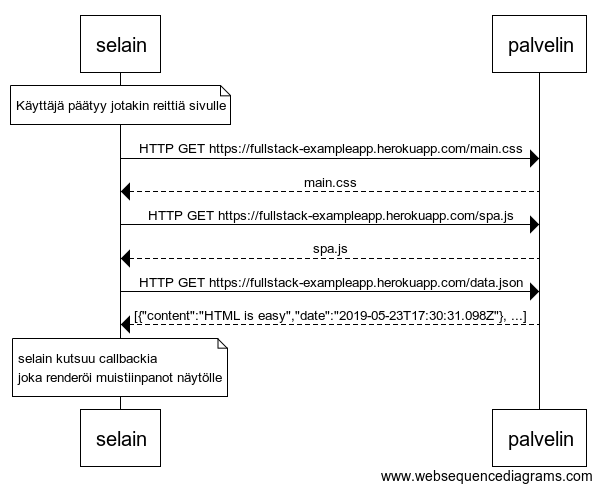 selain
palvelin
Käyttäjä päätyy jotakin reittiä sivulle
HTTP GET https://fullstack-exampleapp.herokuapp.com/main.css
main.css
HTTP GET https://fullstack-exampleapp.herokuapp.com/spa.js
spa.js
HTTP GET https://fullstack-exampleapp.herokuapp.com/data.json
[{"content":"HTML is easy","date":"2019-05-23T17:30:31.098Z"}, ...]
selain kutsuu callbackia
joka renderöi muistiinpanot näytölle
selain
palvelin
www.websequencediagrams.com